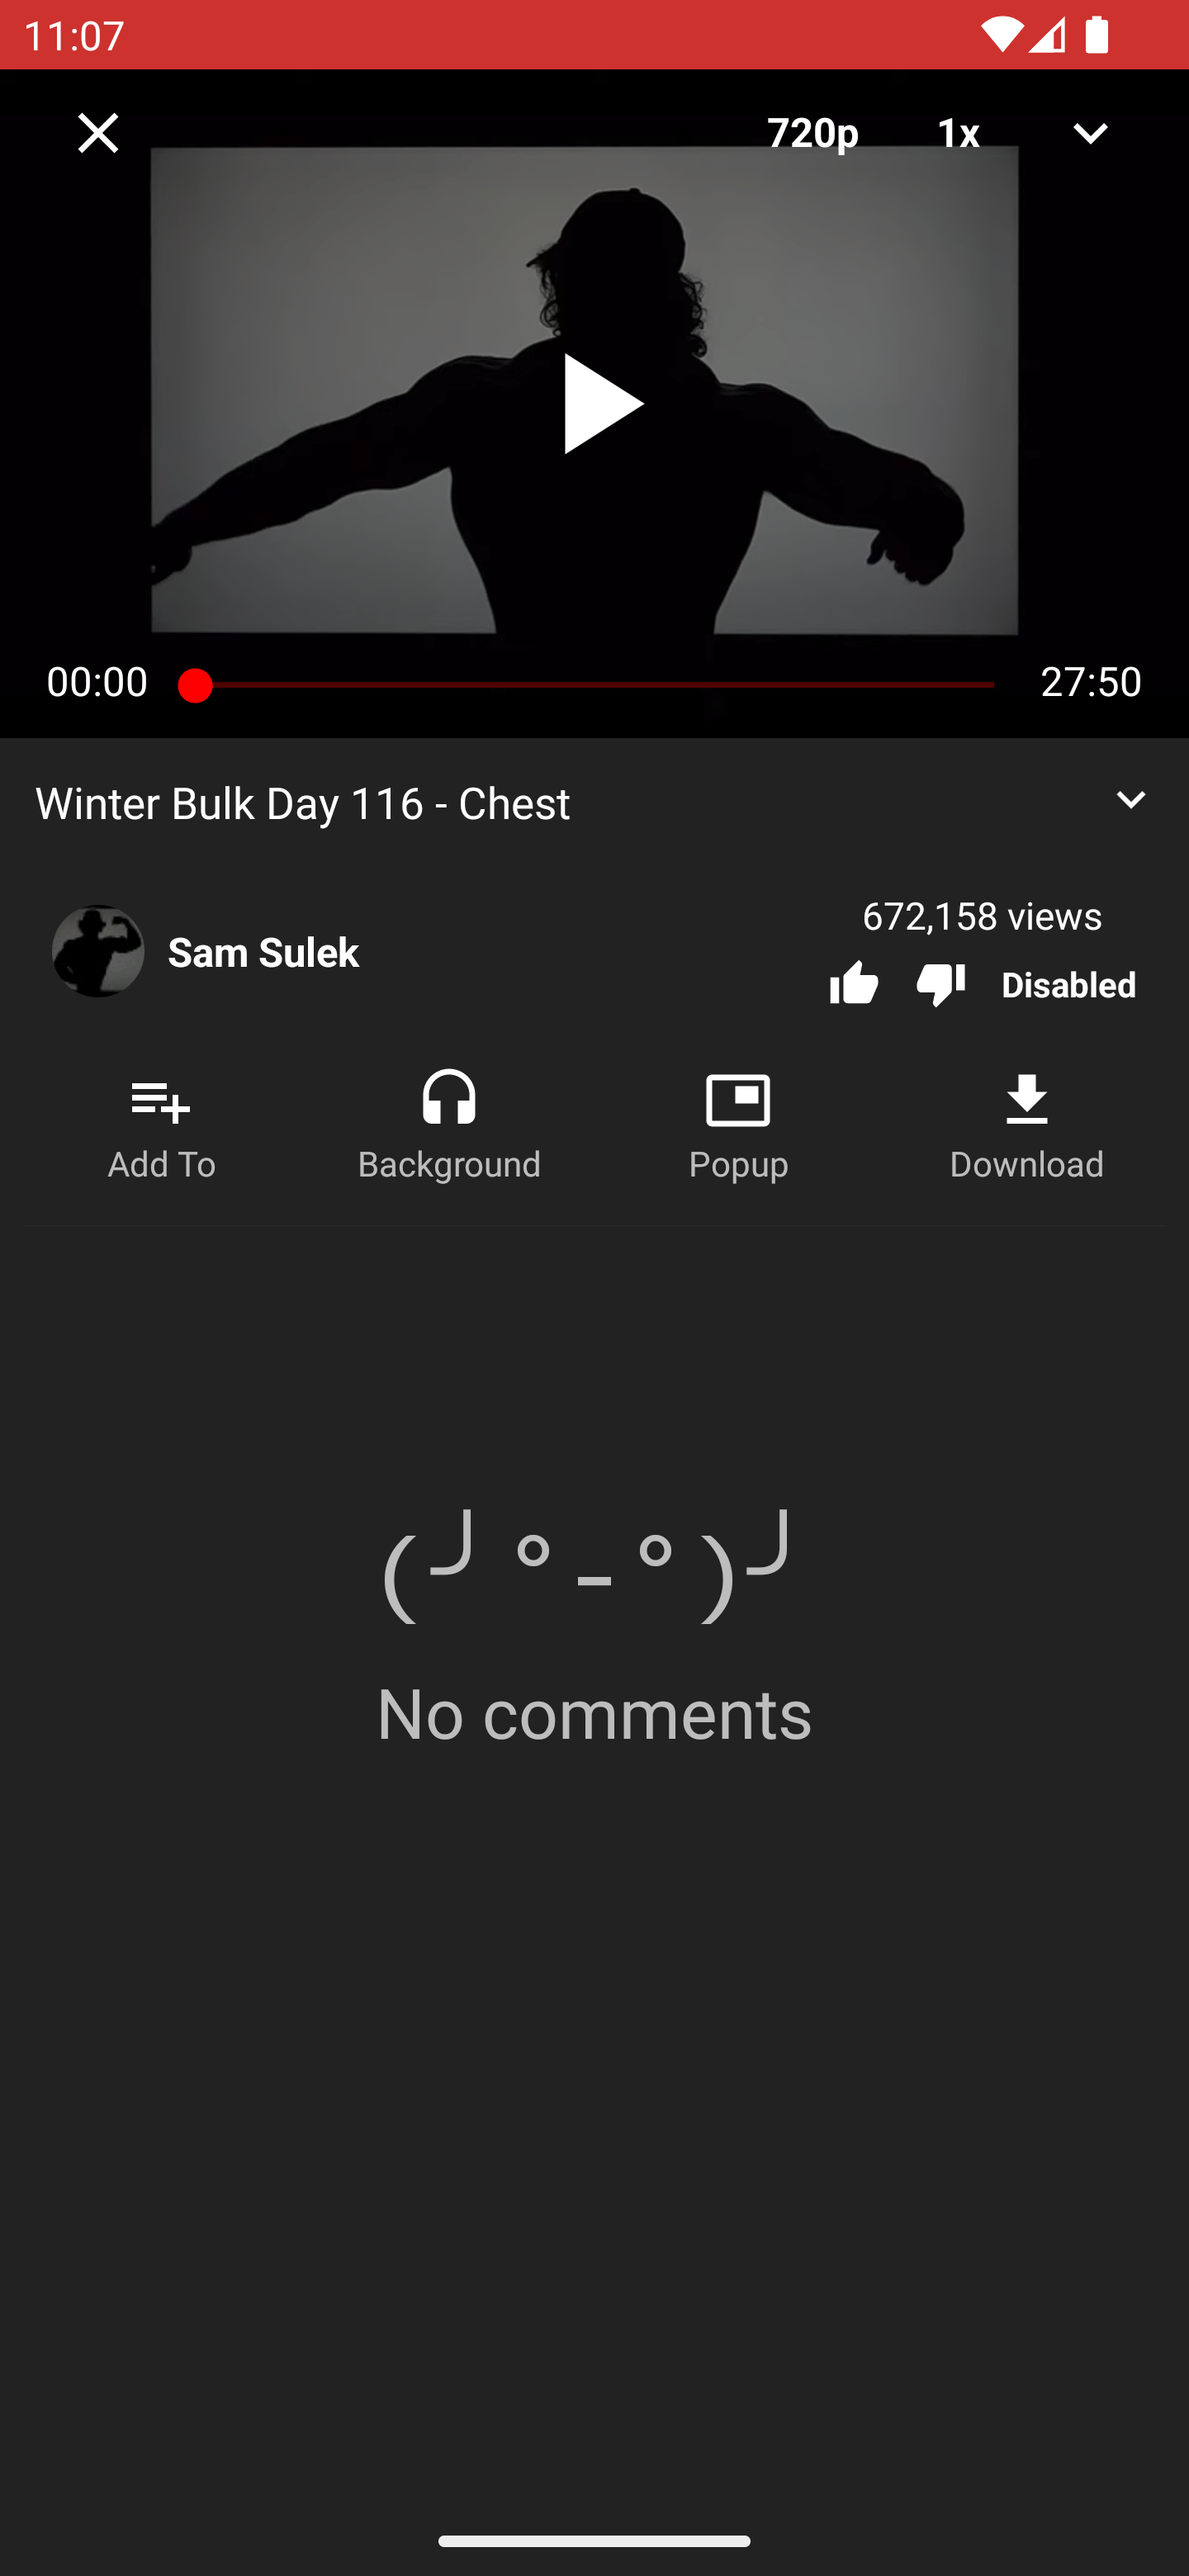 11:07
720p 1x
00:00 27:50
Winter Bulk Day 116 - Chest
672,158 views
Sam Sulek
Disabled
Add To Background Popup Download
(╯°-°)╯
No comments